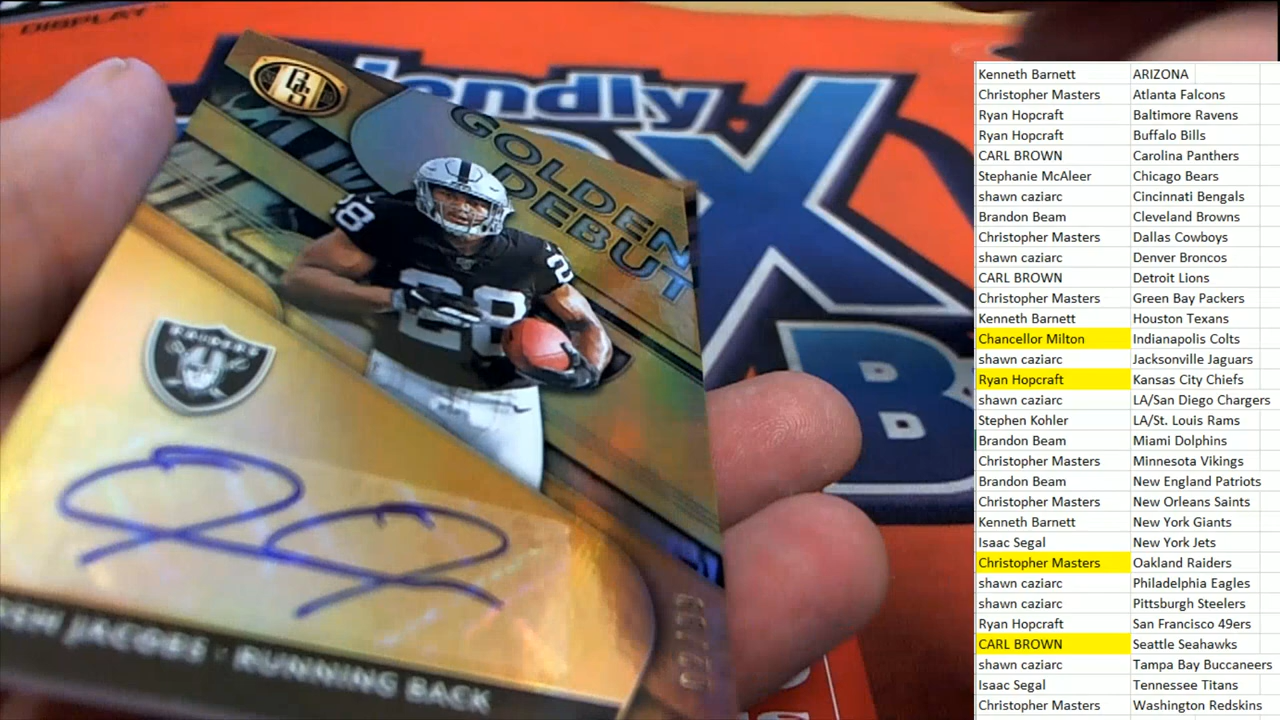 DISPLAY
endly
GOLDEN
DEBUT
28
28
28
RAIDERS
JACOBS · RUNNING BACK
Kenneth Barnett ARIZONA
Christopher Masters Atlanta Falcons
Ryan Hopcraft Baltimore Ravens
Ryan Hopcraft Buffalo Bills
CARL BROWN Carolina Panthers
Stephanie McAleer Chicago Bears
shawn caziarc Cincinnati Bengals
Brandon Beam Cleveland Browns
Christopher Masters Dallas Cowboys
shawn caziarc Denver Broncos
CARL BROWN Detroit Lions
Christopher Masters Green Bay Packers
Kenneth Barnett Houston Texans
Chancellor Milton Indianapolis Colts
shawn caziarc Jacksonville Jaguars
Ryan Hopcraft Kansas City Chiefs
shawn caziarc LA/San Diego Chargers
Stephen Kohler LA/St. Louis Rams
Brandon Beam Miami Dolphins
Christopher Masters Minnesota Vikings
Brandon Beam New England Patriots
Christopher Masters New Orleans Saints
Kenneth Barnett New York Giants
Isaac Segal New York Jets
Christopher Masters Oakland Raiders
shawn caziarc Philadelphia Eagles
shawn caziarc Pittsburgh Steelers
Ryan Hopcraft San Francisco 49ers
CARL BROWN Seattle Seahawks
shawn caziarc Tampa Bay Buccaneers
Isaac Segal Tennessee Titans
Christopher Masters Washington Redskins